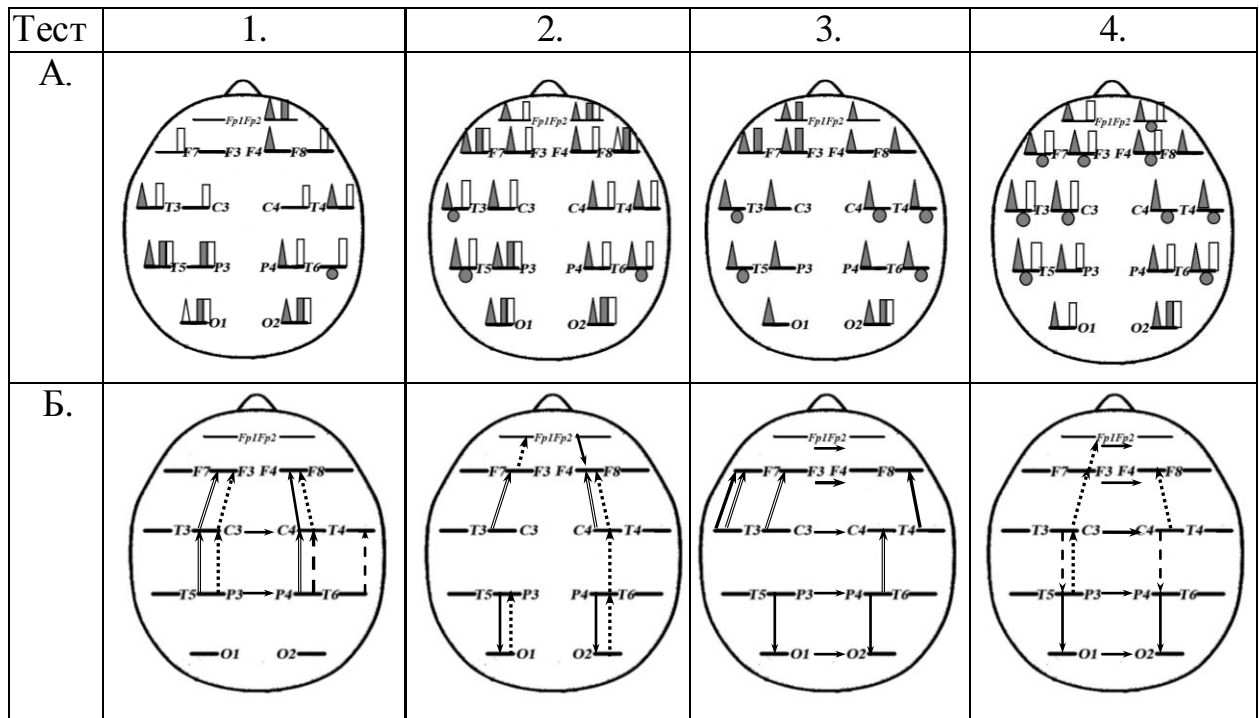 Тест 1. 2. 3. 4.
А.
Fp1Fp2 Fp1Fp2 Fp1Fp2 Fp1Fp2
F7 F3 F4 F8 F7 F3 F4 F8 F7 F3 F4 F8 F7 F3 F4 F8
T3 C3 C4 T4 T3 C3 C4 T4 T3 C3 C4 T4 T3 C3 C4 T4
T5 P3 P4 T6 T5 P3 P4 T6 T5 P3 P4 T6 T5 P3 P4 T6
O1 O2 O1 O2 O1 O2 O1 O2
Б.
Fp1Fp2 Fp1Fp2 Fp1Fp2 Fp1Fp2
F7 F3 F4 F8 F7 F3 F4 F8 F7 F3 F4 F8 F7 F3 F4 F8
T3 C3 C4 T4 T3 C3 C4 T4 T3 C3 C4 T4 T3 C3 C4 T4
T5 P3 P4 T6 T5 P3 P4 T6 T5 P3 P4 T6 T5 P3 P4 T6
O1 O2 O1 O2 O1 O2 O1 O2